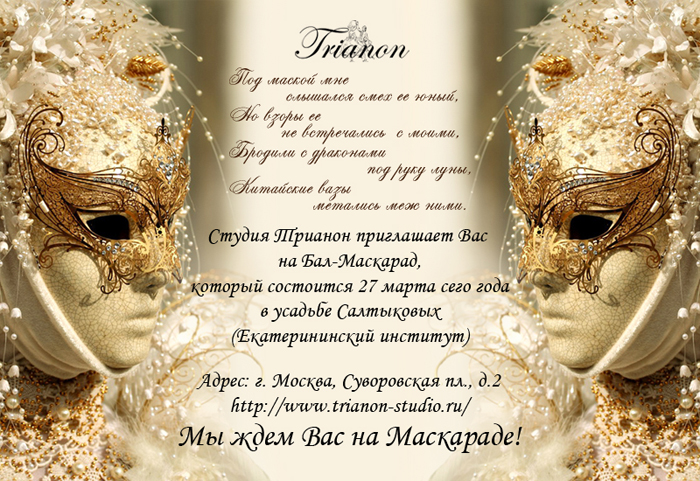 Trianon
Под маской мне
слышался смех ее юный,
Но взоры ее
не встречались с моими,
Бродили с драконами
под руку луны,
Китайские вазы
метались меж ними.
Студия Трианон приглашает Вас
на Бал-Маскарад,
который состоится 27 марта сего года
в усадьбе Салтыковых
(Екатерининский институт)
Адрес: г. Москва, Суворовская пл., д.2
http://www.trianon-studio.ru/
Мы ждем Вас на Маскараде!